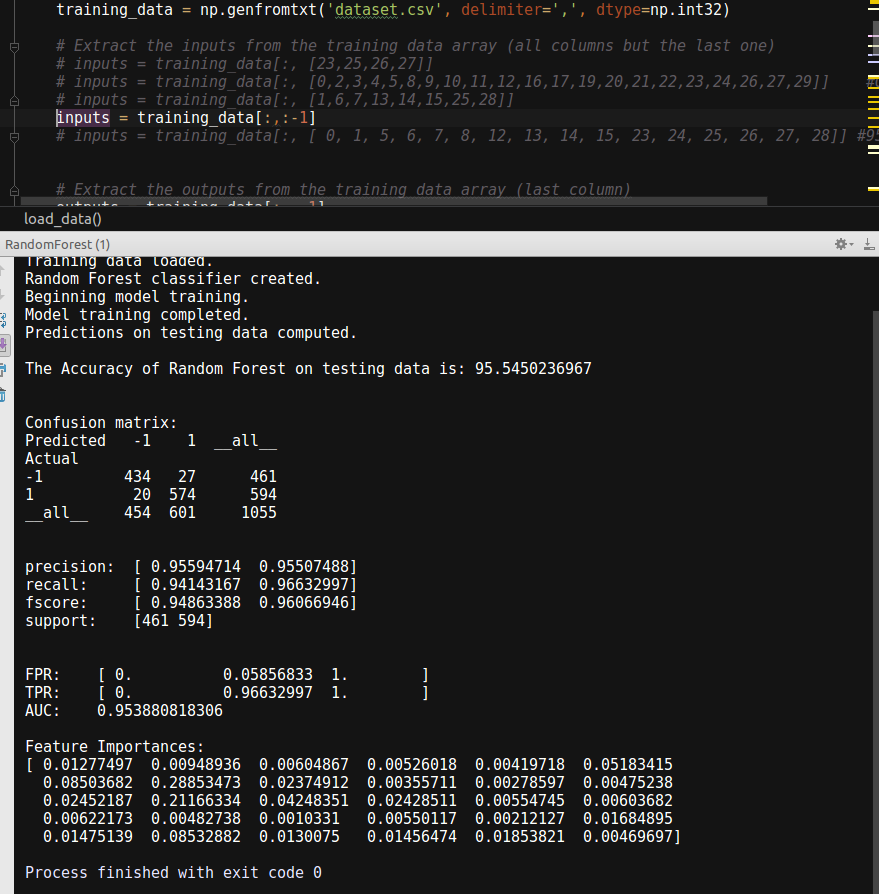 training_data = np.genfromtxt('dataset.csv', delimiter=',', dtype=np.int32)
# Extract the inputs from the training data array (all columns but the last one)
# inputs = training_data[:, [23,25,26,27]]
# inputs = training_data[:, [0,2,3,4,5,8,9,10,11,12,16,17,19,20,21,22,23,24,26,27,29]]
# inputs = training_data[:, [1,6,7,13,14,15,25,28]]
inputs = training_data[:,:-1]
# inputs = training_data[:, [ 0, 1, 5, 6, 7, 8, 12, 13, 14, 15, 23, 24, 25, 26, 27, 28]] #95
# Extract the outputs from the training data array (last column)
load_data()
RandomForest (1)
Training data loaded.
Random Forest classifier created.
Beginning model training.
Model training completed.
Predictions on testing data computed.
The Accuracy of Random Forest on testing data is: 95.5450236967
Confusion matrix:
Predicted -1 1 __all__
Actual
-1 434 27 461
1 20 574 594
__all__ 454 601 1055
precision: [ 0.95594714 0.95507488]
recall: [ 0.94143167 0.96632997]
fscore: [ 0.94863388 0.96066946]
support: [461 594]
FPR: [ 0. 0.05856833 1. ]
TPR: [ 0. 0.96632997 1. ]
AUC: 0.953880818306
Feature Importances:
[ 0.01277497 0.00948936 0.00604867 0.00526018 0.00419718 0.05183415
0.08503682 0.28853473 0.02374912 0.00355711 0.00278597 0.00475238
0.02452187 0.21166334 0.04248351 0.02428511 0.00554745 0.00603682
0.00622173 0.00482738 0.0010331 0.00550117 0.00212127 0.01684895
0.01475139 0.08532882 0.0130075 0.01456474 0.01853821 0.00469697]
Process finished with exit code 0